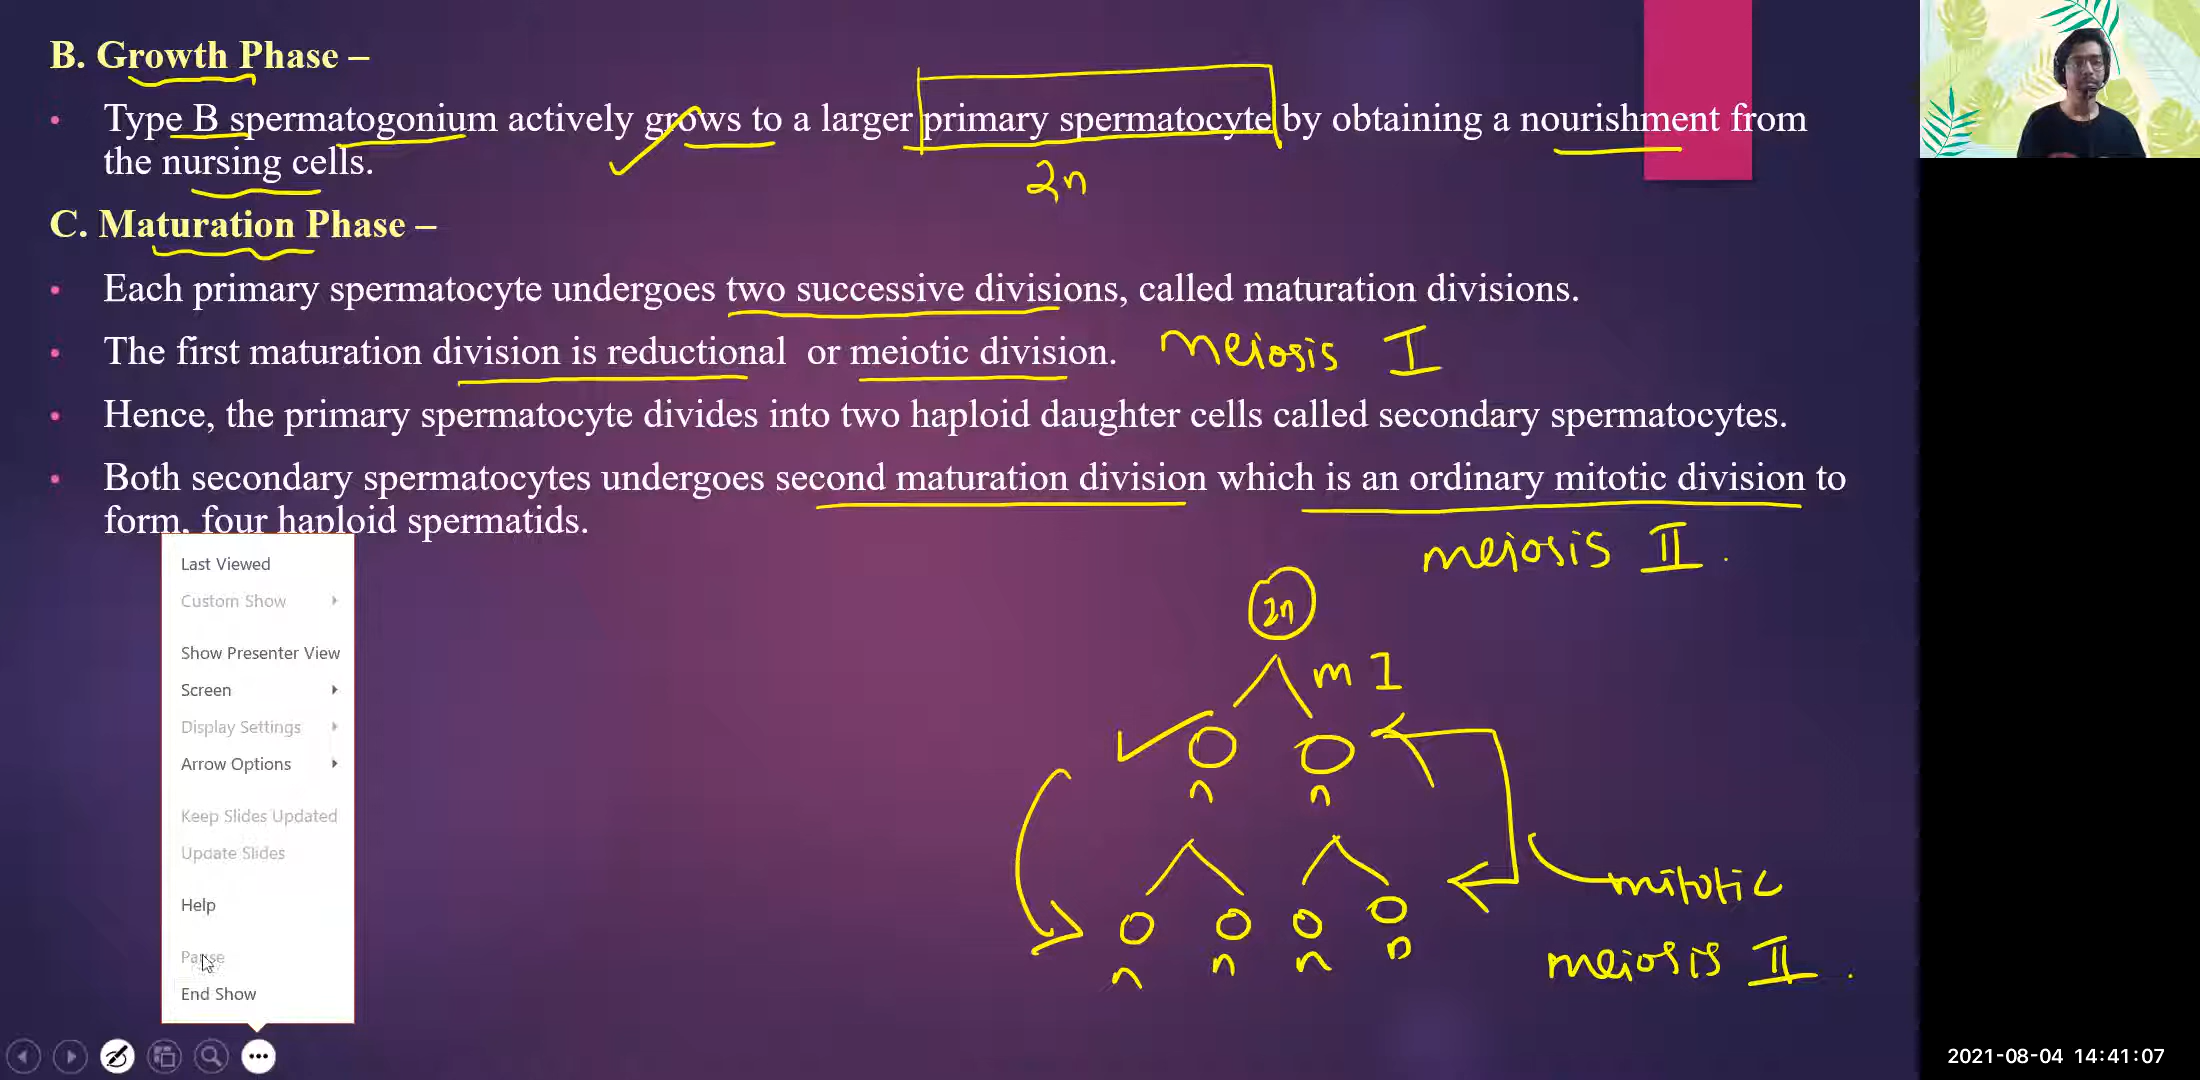 B. Growth Phase –
• Type B spermatogonium actively grows to a larger primary spermatocyte by obtaining a nourishment from
the nursing cells.
2n
C. Maturation Phase –
• Each primary spermatocyte undergoes two successive divisions, called maturation divisions.
• The first maturation division is reductional or meiotic division. meiosis I
• Hence, the primary spermatocyte divides into two haploid daughter cells called secondary spermatocytes.
• Both secondary spermatocytes undergoes second maturation division which is an ordinary mitotic division to
form, four haploid spermatids.
meiosis II
Last Viewed
Custom Show
Show Presenter View
Screen
Display Settings
Arrow Options
Keep Slides Updated
Update Slides
Help
Pause
End Show
2n
m I
n n
mitotic
n n n n
meiosis II
2021-08-04 14:41:07